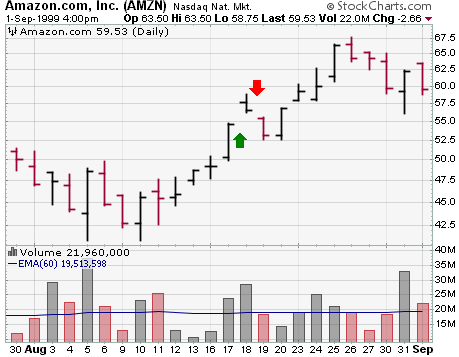 Amazon.com, Inc. (AMZN) Nasdaq Nat. Mkt. © StockCharts.com
1-Sep-1999 4:00pm Op 63.50 Hi 63.50 Lo 58.75 Last 59.53 Vol 22.0M Chg -2.66
Amazon.com 59.53 (Daily)
67.5
65.0
62.5
60.0
57.5
55.0
52.5
50.0
47.5
45.0
42.5
Volume 21,960,000
EMA(60) 19,513,598
40M
35M
30M
25M
20M
15M
30 Aug 3 4 5 6 9 10 11 12 13 16 17 18 19 20 23 24 25 26 27 30 31 Sep